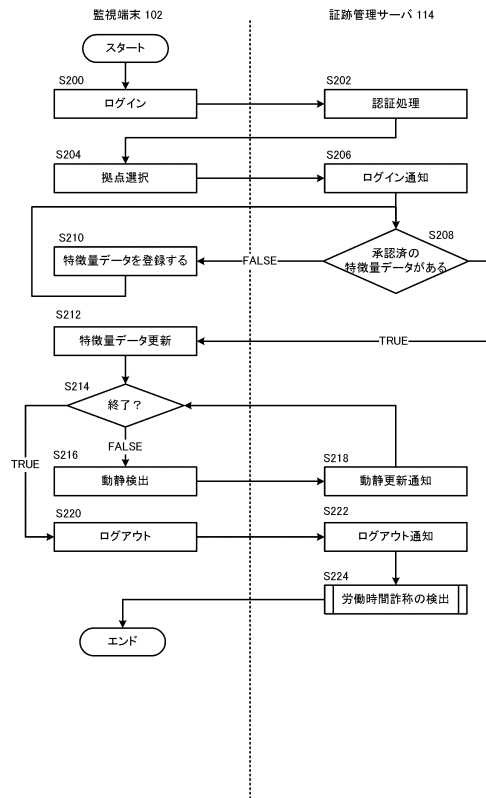 監視端末 102
証跡管理サーバ 114
スタート
S200
ログイン
S202
認証処理
S204
拠点選択
S206
ログイン通知
S208
承認済の
特徴量データがある
S210
特徴量データを登録する
FALSE
S212
特徴量データ更新
TRUE
S214
終了？
FALSE
TRUE
S216
動静検出
S218
動静更新通知
S220
ログアウト
S222
ログアウト通知
S224
労働時間詐称の検出
エンド